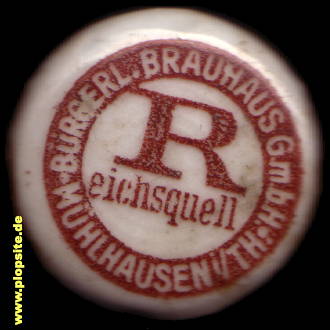 BÜRGERL. BRAUHAUS G.m.b.H.
R
eichsquell
MÜHLHAUSEN I/TH.
www.plopsite.de